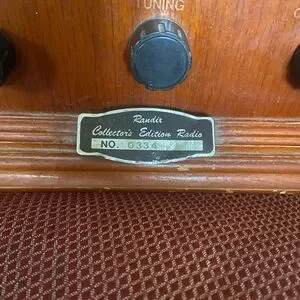 TUNING
Randix
Collector's Edition Radio
NO. 0334